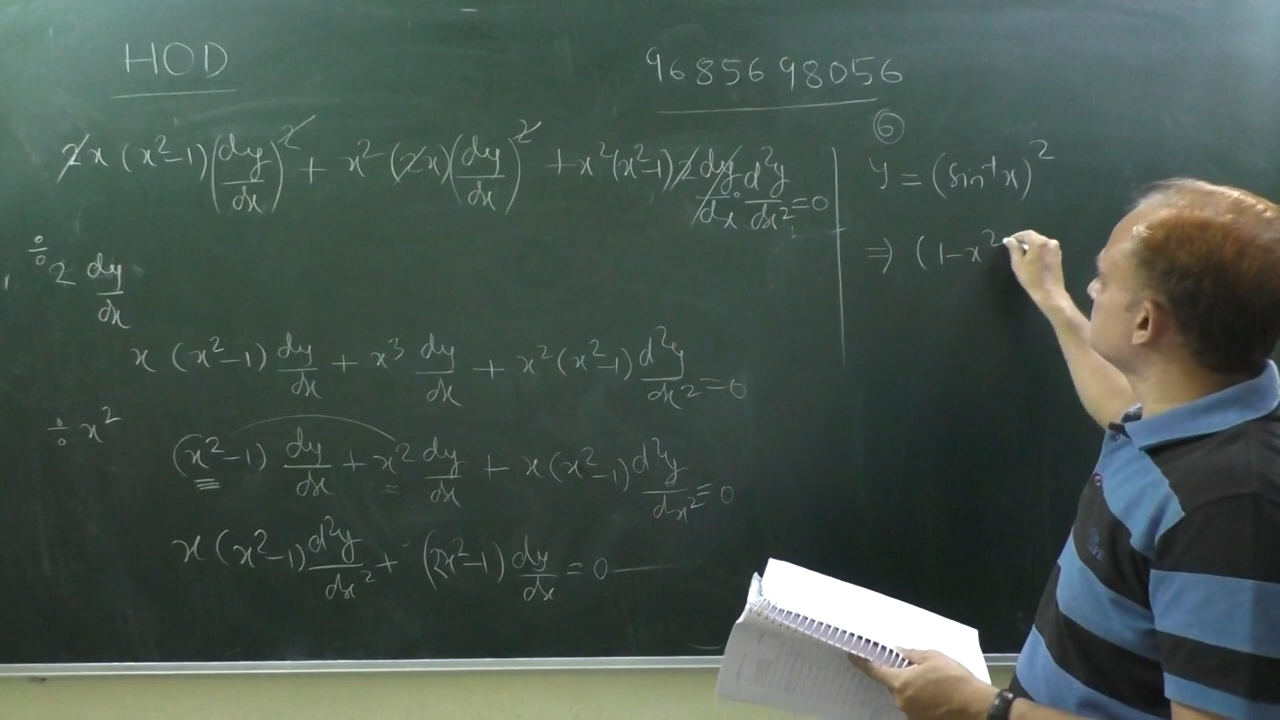 HOD
9685698056
2x (x²-1)(dy/dx)² + x² (2x)(dy/dx)² + x²(x²-1) 2 dy/dx · d²y/dx² = 0
÷ 2 dy/dx
x (x²-1) dy/dx + x³ dy/dx + x²(x²-1) d²y/dx² = 0
÷ x²
(x²-1) dy/dx + x² dy/dx + x(x²-1) d²y/dx² = 0
x(x²-1) d²y/dx² + (2x²-1) dy/dx = 0
⑥
y = (sin⁻¹x)²
⇒ (1-x²